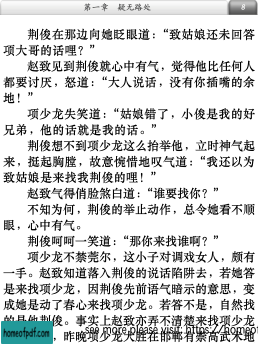 第一章 疑无路处 8
荆俊在那边向她眨眼道：“致姑娘还未回答
项大哥的话哩？”
赵致见到荆俊就心中有气，觉得他比任何人
都要讨厌，怒道：“大人说话，没有你插嘴的余
地！”
项少龙失笑道：“姑娘错了，小俊是我的好
兄弟，他的话就是我的话。”
荆俊想不到项少龙这么抬举他，立时神气起
来，挺起胸膛，故意惋惜地叹气道：“我还以为
致姑娘是来找我荆俊的哩！”
赵致气得俏脸煞白道：“谁要找你？”
不知为何，荆俊的举止动作，总令她看不顺
眼，心中有气。
荆俊呵呵一笑道：“那你来找谁啊？”
项少龙不禁莞尔，这小子对调戏女人，颇有
一手。赵致知道落入荆俊的说话陷阱去，若她答
是来找项少龙，因荆俊先前语气暗示的意思，变
成她是动了春心来找项少龙。若答不是，自然找
的是他荆俊。事实上赵致亦弄不清楚来找项少龙
昨晚项少龙大胜在邯郸有崇高武术地
homeofpdf.com
see more please visit: https://homeof